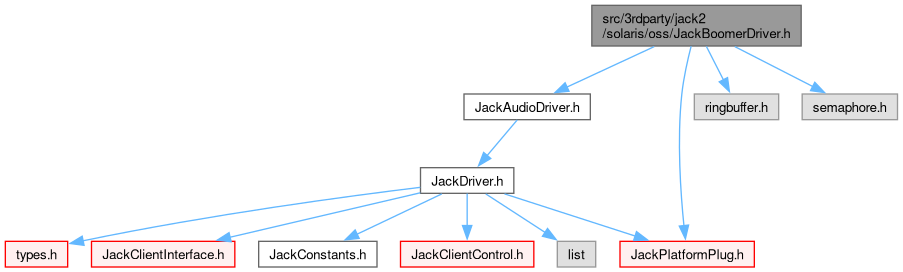 src/3rdparty/jack2
/solaris/oss/JackBoomerDriver.h
JackAudioDriver.h
ringbuffer.h
semaphore.h
JackDriver.h
types.h
JackClientInterface.h
JackConstants.h
JackClientControl.h
list
JackPlatformPlug.h